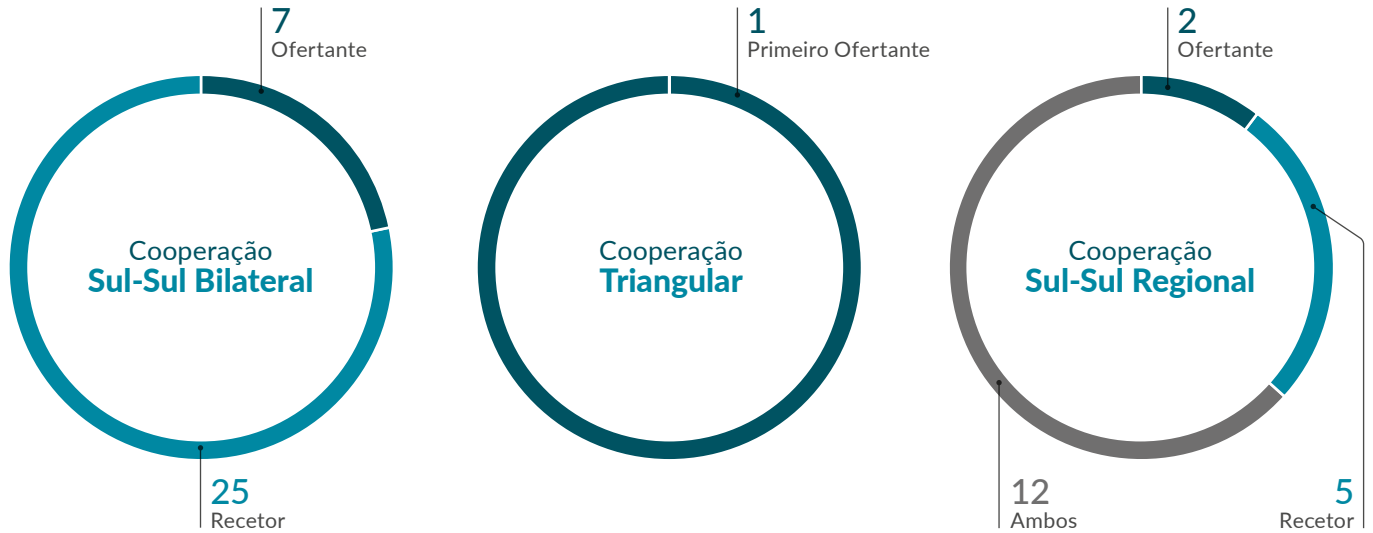 7
Ofertante
Cooperação
Sul-Sul Bilateral
25
Recetor
1
Primeiro Ofertante
Cooperação
Triangular
2
Ofertante
Cooperação
Sul-Sul Regional
12
Ambos
5
Recetor